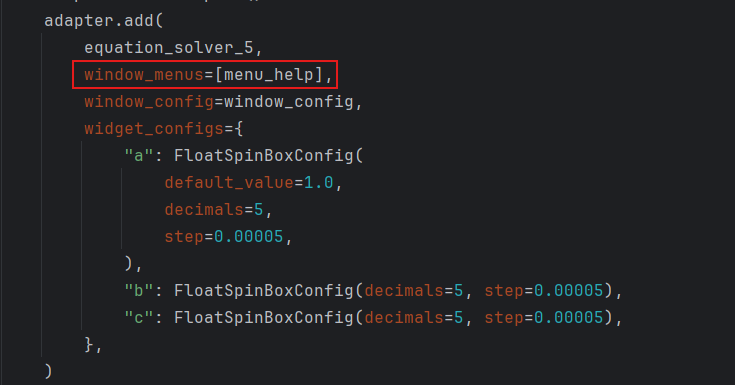 adapter.add(
equation_solver_5,
window_menus=[menu_help],
window_config=window_config,
widget_configs={
"a": FloatSpinBoxConfig(
default_value=1.0,
decimals=5,
step=0.00005,
),
"b": FloatSpinBoxConfig(decimals=5, step=0.00005),
"c": FloatSpinBoxConfig(decimals=5, step=0.00005),
},
)